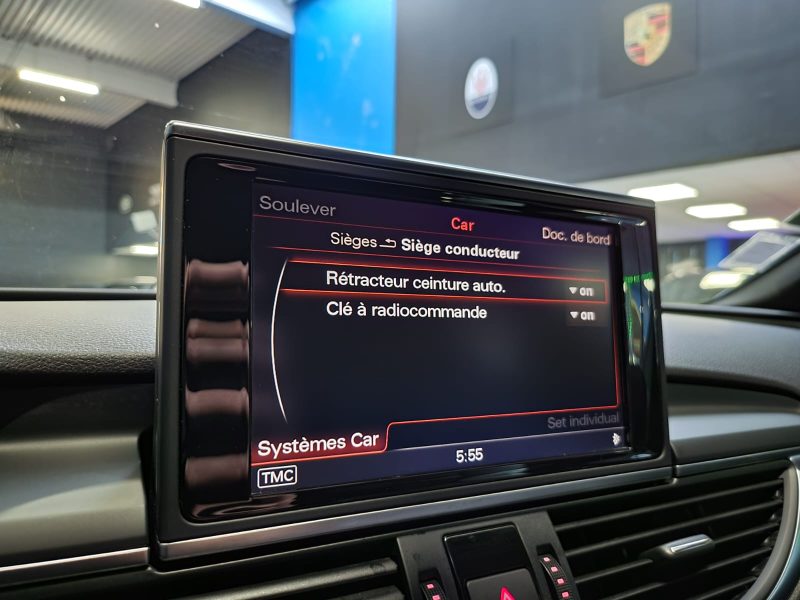 Soulever
Car
Doc. de bord
Sièges Siège conducteur
Rétracteur ceinture auto. on
Clé à radiocommande on
Set individual
Systèmes Car
5:55
TMC